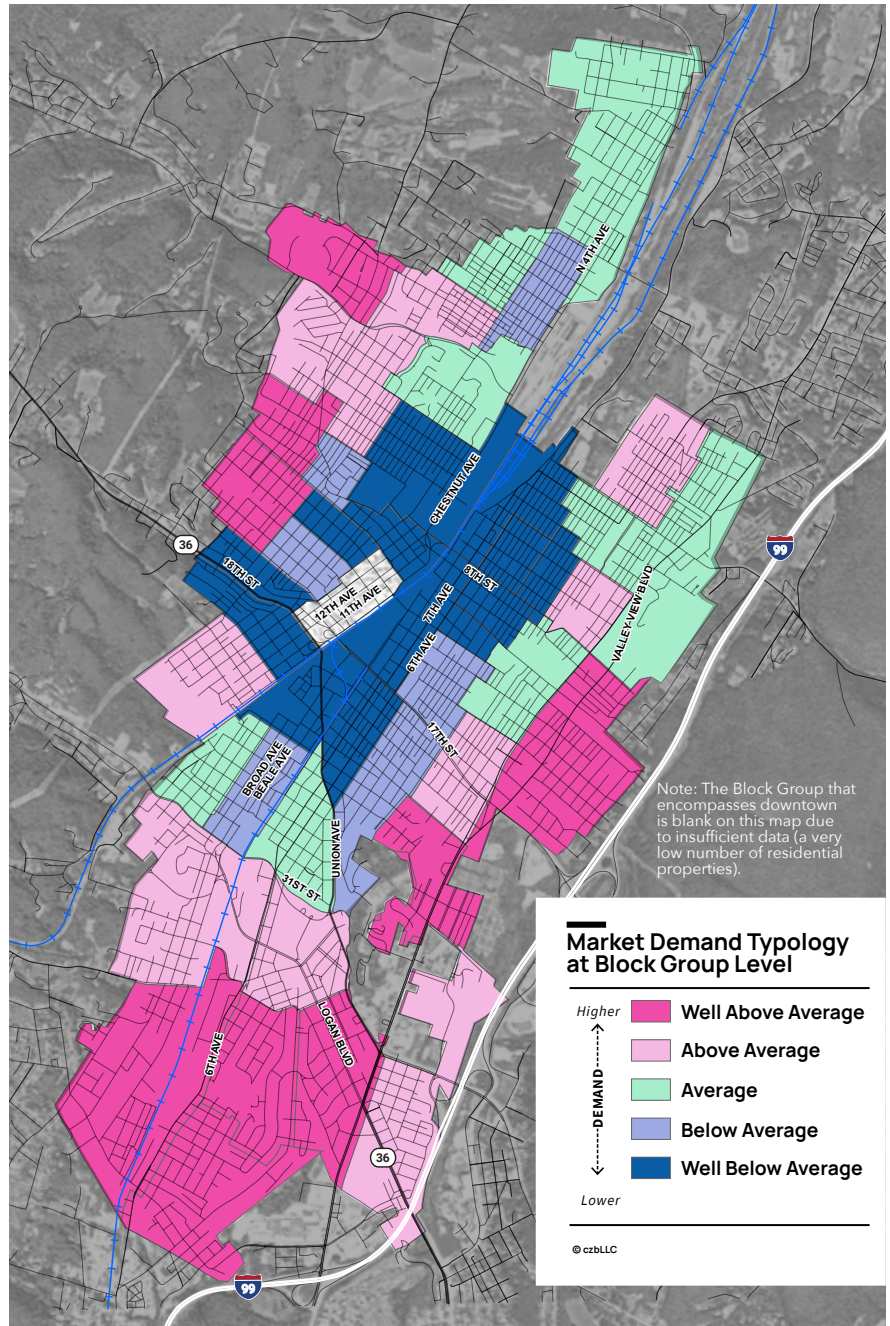 N 4TH AVE
CHESTNUT AVE
36
99
18TH ST
12TH AVE
11TH AVE
8TH ST
7TH AVE
6TH AVE
VALLEY VIEW BLVD
17TH ST
BROAD AVE
BEALE AVE
UNION AVE
31ST ST
Note: The Block Group that
encompasses downtown
is blank on this map due
to insufficient data (a very
low number of residential
properties).
6TH AVE
LOGAN BLVD
36
99
Market Demand Typology
at Block Group Level
Higher
DEMAND
Lower
Well Above Average
Above Average
Average
Below Average
Well Below Average
© czbLLC